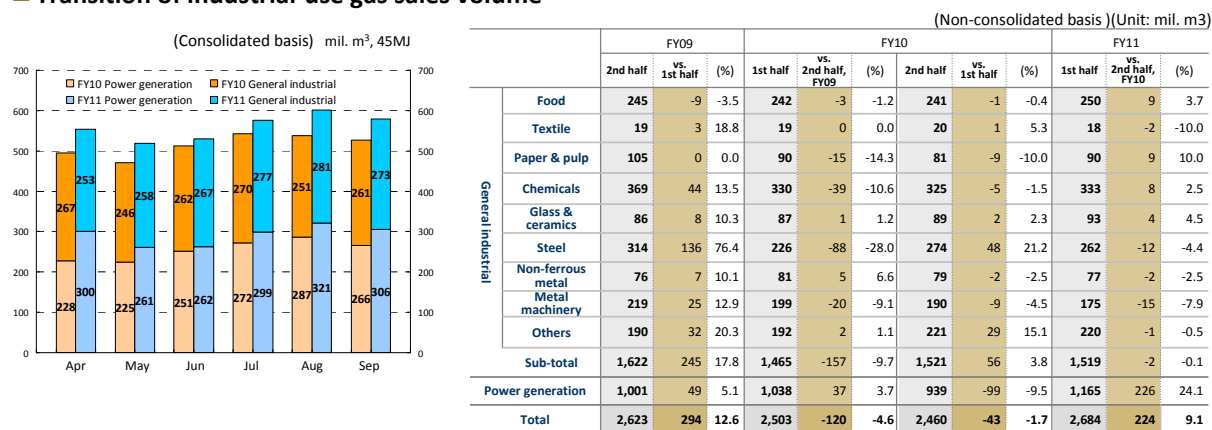 Transition of industrial-use gas sales volume
(Consolidated basis) mil. m³, 45MJ
FY10 Power generation FY10 General industrial
FY11 Power generation FY11 General industrial
700 700
600 600
500 500
400 400
300 300
200 200
100 100
0 0
267 253 246 258 262 267 270 277 251 281 261 273
228 300 225 261 251 262 272 299 287 321 266 306
Apr May Jun Jul Aug Sep
(Non-consolidated basis )(Unit: mil. m3)
FY09 FY10 FY11
2nd half vs. 1st half (%) 1st half vs. 2nd half, FY09 (%) 2nd half vs. 1st half (%) 1st half vs. 2nd half, FY10 (%)
General industrial
Food 245 -9 -3.5 242 -3 -1.2 241 -1 -0.4 250 9 3.7
Textile 19 3 18.8 19 0 0.0 20 1 5.3 18 -2 -10.0
Paper & pulp 105 0 0.0 90 -15 -14.3 81 -9 -10.0 90 9 10.0
Chemicals 369 44 13.5 330 -39 -10.6 325 -5 -1.5 333 8 2.5
Glass & ceramics 86 8 10.3 87 1 1.2 89 2 2.3 93 4 4.5
Steel 314 136 76.4 226 -88 -28.0 274 48 21.2 262 -12 -4.4
Non-ferrous metal 76 7 10.1 81 5 6.6 79 -2 -2.5 77 -2 -2.5
Metal machinery 219 25 12.9 199 -20 -9.1 190 -9 -4.5 175 -15 -7.9
Others 190 32 20.3 192 2 1.1 221 29 15.1 220 -1 -0.5
Sub-total 1,622 245 17.8 1,465 -157 -9.7 1,521 56 3.8 1,519 -2 -0.1
Power generation 1,001 49 5.1 1,038 37 3.7 939 -99 -9.5 1,165 226 24.1
Total 2,623 294 12.6 2,503 -120 -4.6 2,460 -43 -1.7 2,684 224 9.1